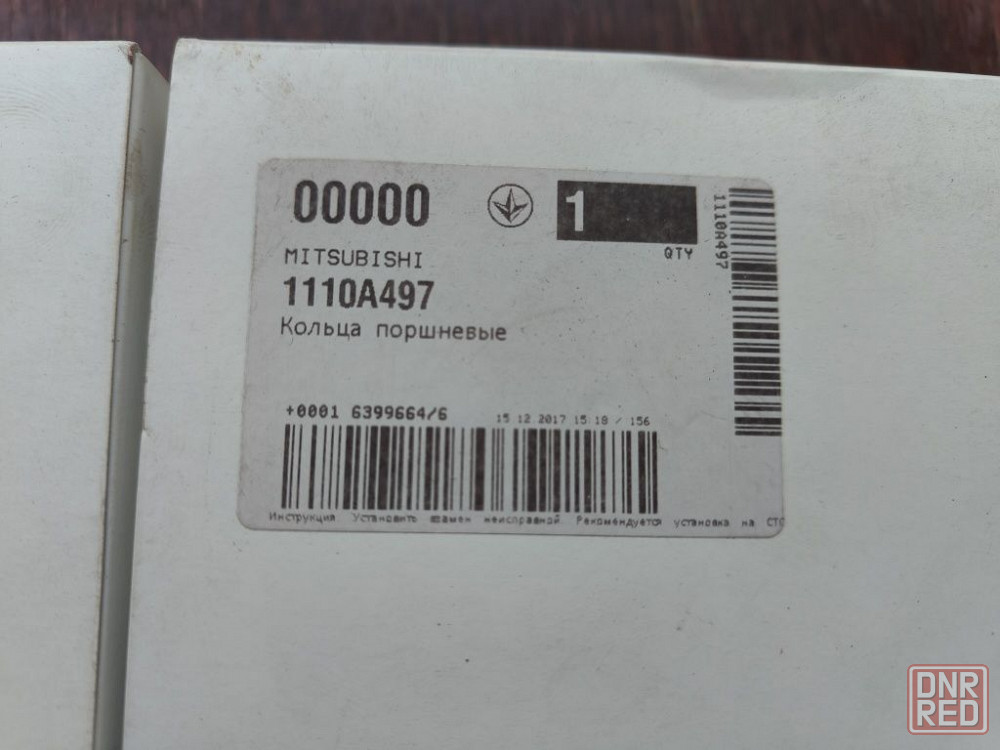 00000
1
QTY
1110A497
MITSUBISHI
1110A497
Кольца поршневые
+0001 6399664/6
15.12.2017 15:18 / 156
Инструкция Установить взамен неисправной. Рекомендуется установка на СТО
DNR
RED